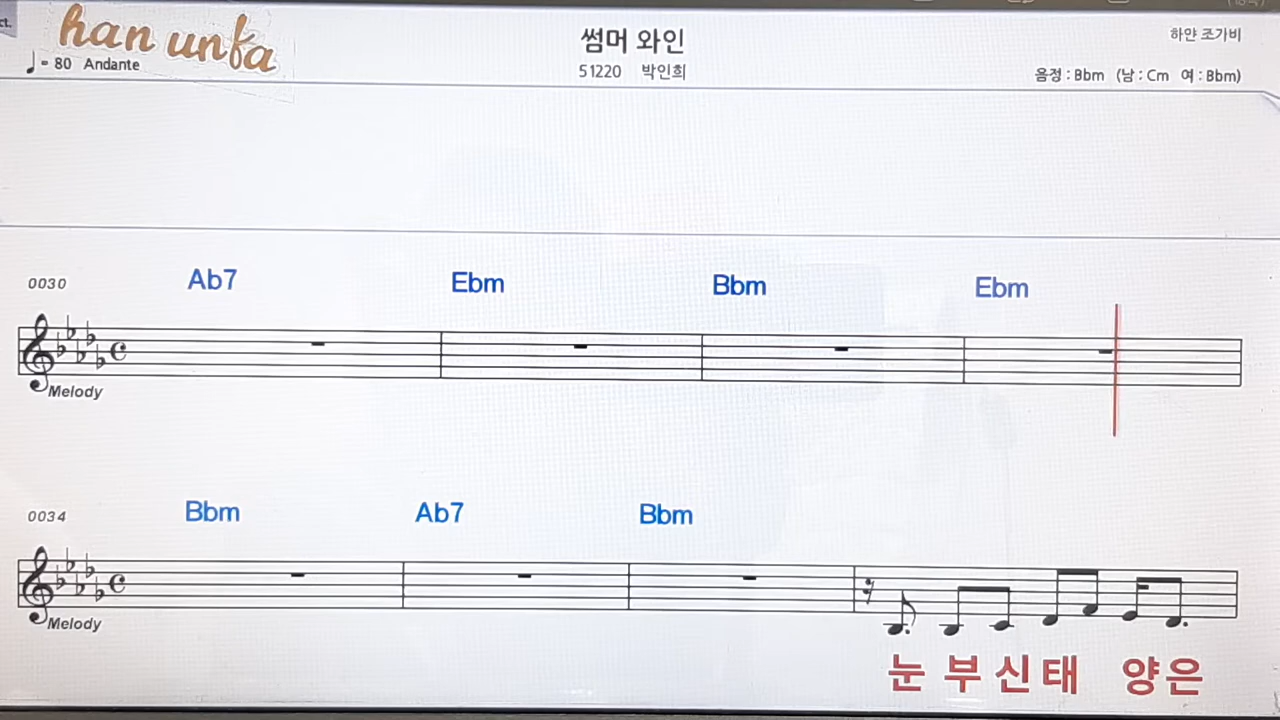 ct.
han unfa
♩= 80 Andante
썸머 와인
51220 박인희
하얀 조가비
음정 : Bbm (남 : Cm 여 : Bbm)
0030 Ab7 Ebm Bbm Ebm
Melody
0034 Bbm Ab7 Bbm
Melody
눈 부 신 태 양 은